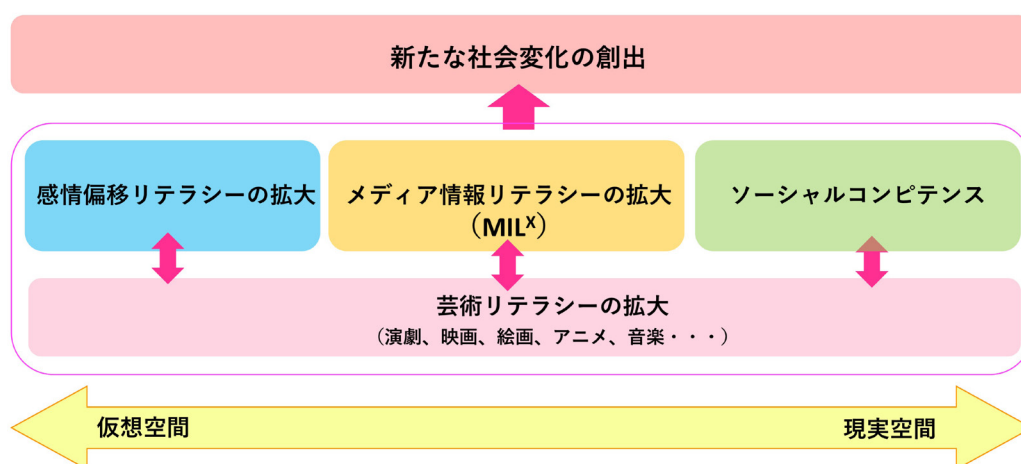 新たな社会変化の創出
感情偏移リテラシーの拡大
メディア情報リテラシーの拡大
（MILˣ）
ソーシャルコンピテンス
芸術リテラシーの拡大
（演劇、映画、絵画、アニメ、音楽・・・）
仮想空間
現実空間